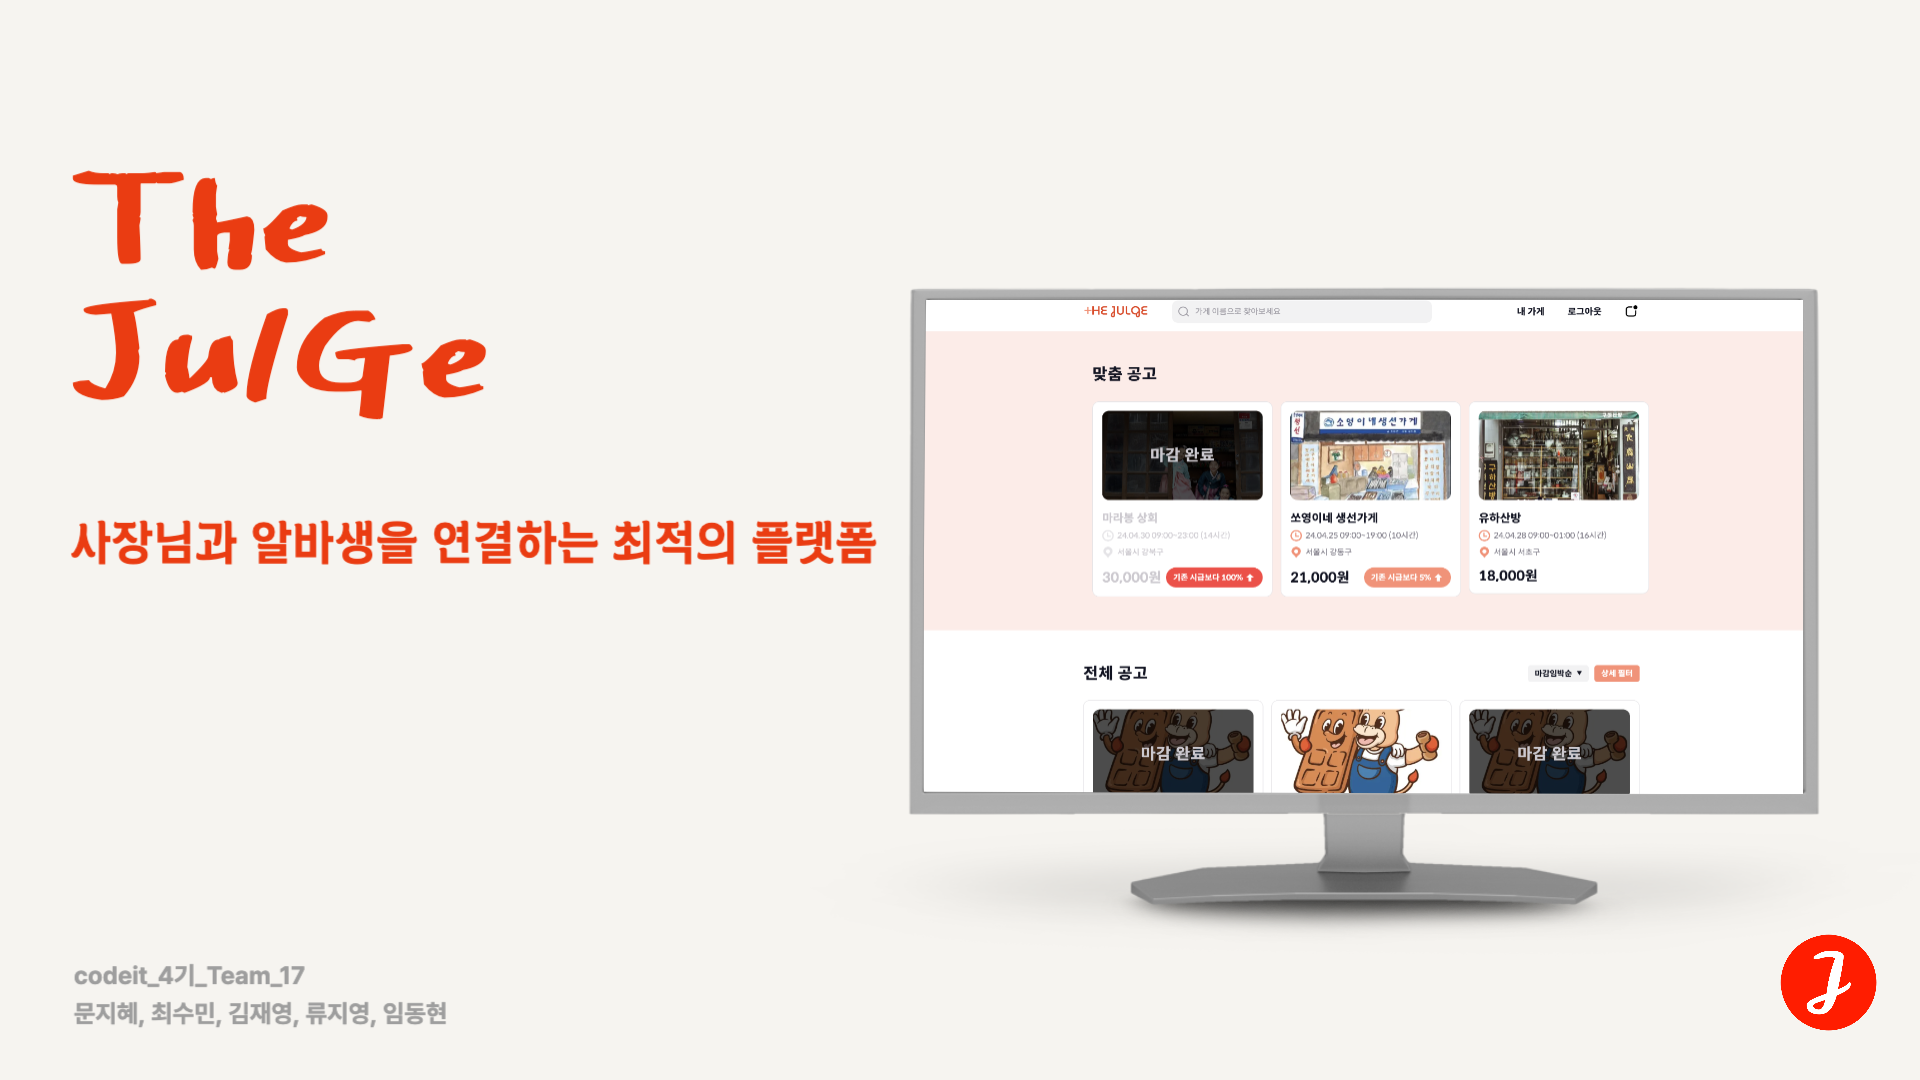 The
JulGe
사장님과 알바생을 연결하는 최적의 플랫폼
codeit_4기_Team_17
문지혜, 최수민, 김재영, 류지영, 임동현
THE JULGE
가게 이름으로 찾아보세요
내 가게
로그아웃
맞춤 공고
마감 완료
마라봉 상회
24.04.30 09:00~23:00 (14시간)
서울시 강북구
30,000원
기존 시급보다 100%
소영이네생선가게
쏘영이네 생선가게
24.04.25 09:00~19:00 (10시간)
서울시 강동구
21,000원
기존 시급보다 5%
유하산방
24.04.28 09:00~01:00 (16시간)
서울시 서초구
18,000원
전체 공고
마감임박순 ▼
상세 필터
마감 완료
마감 완료
J